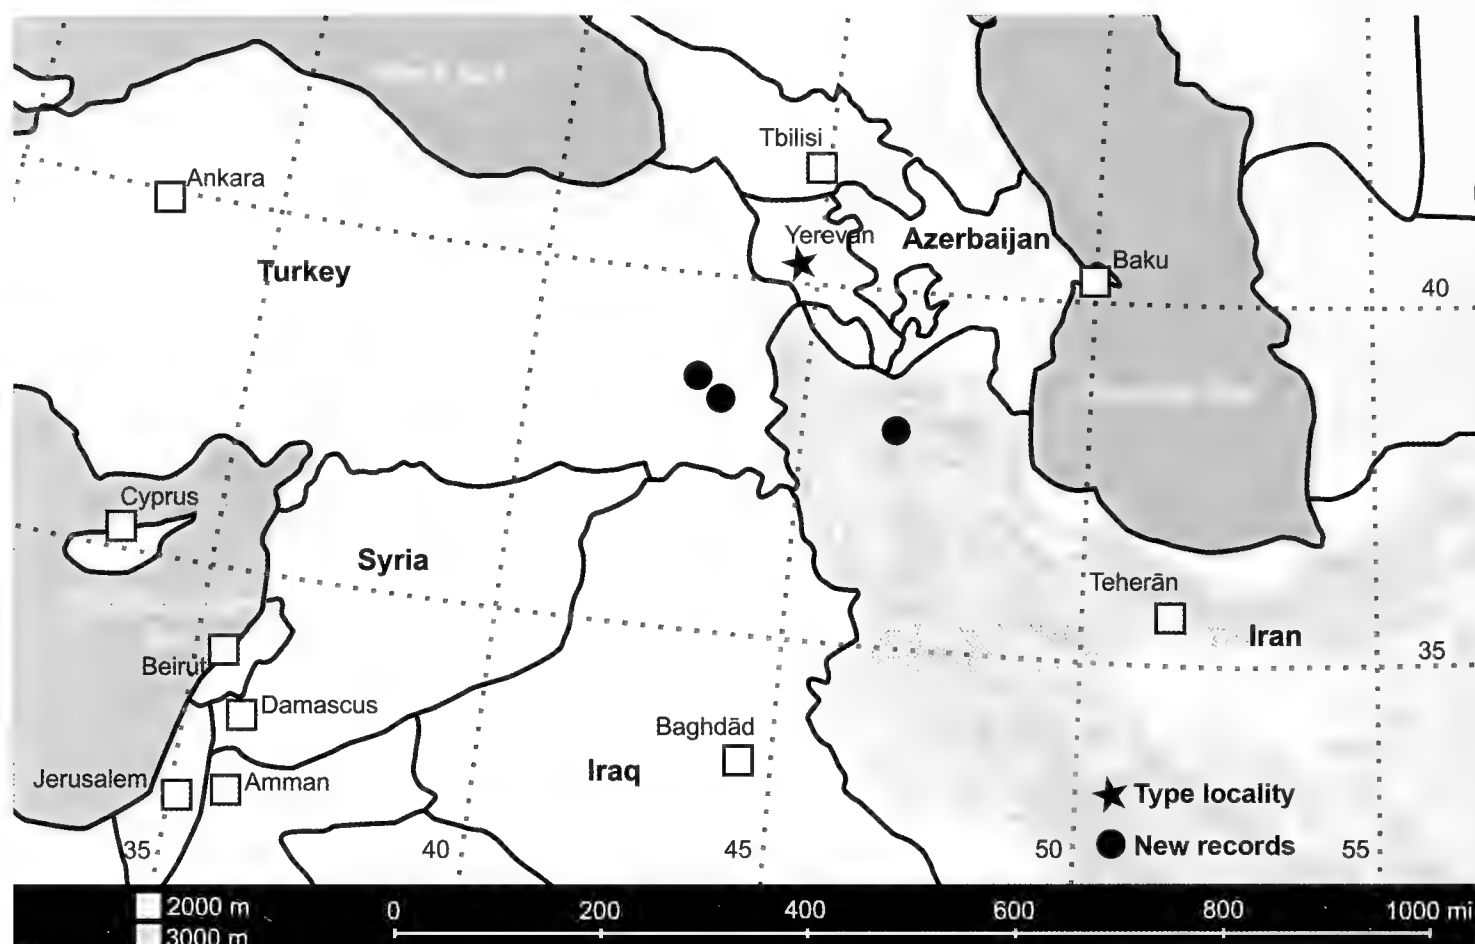 Tbilisi
Ankara
Yerevan
Azerbaijan
Baku
Turkey
40
Cyprus
Syria
Teherān
Iran
35
Beirut
Damascus
Baghdād
Jerusalem
Amman
Iraq
Type locality
New records
35
40
45
50
55
2000 m
3000 m
0 200 400 600 800 1000 mi